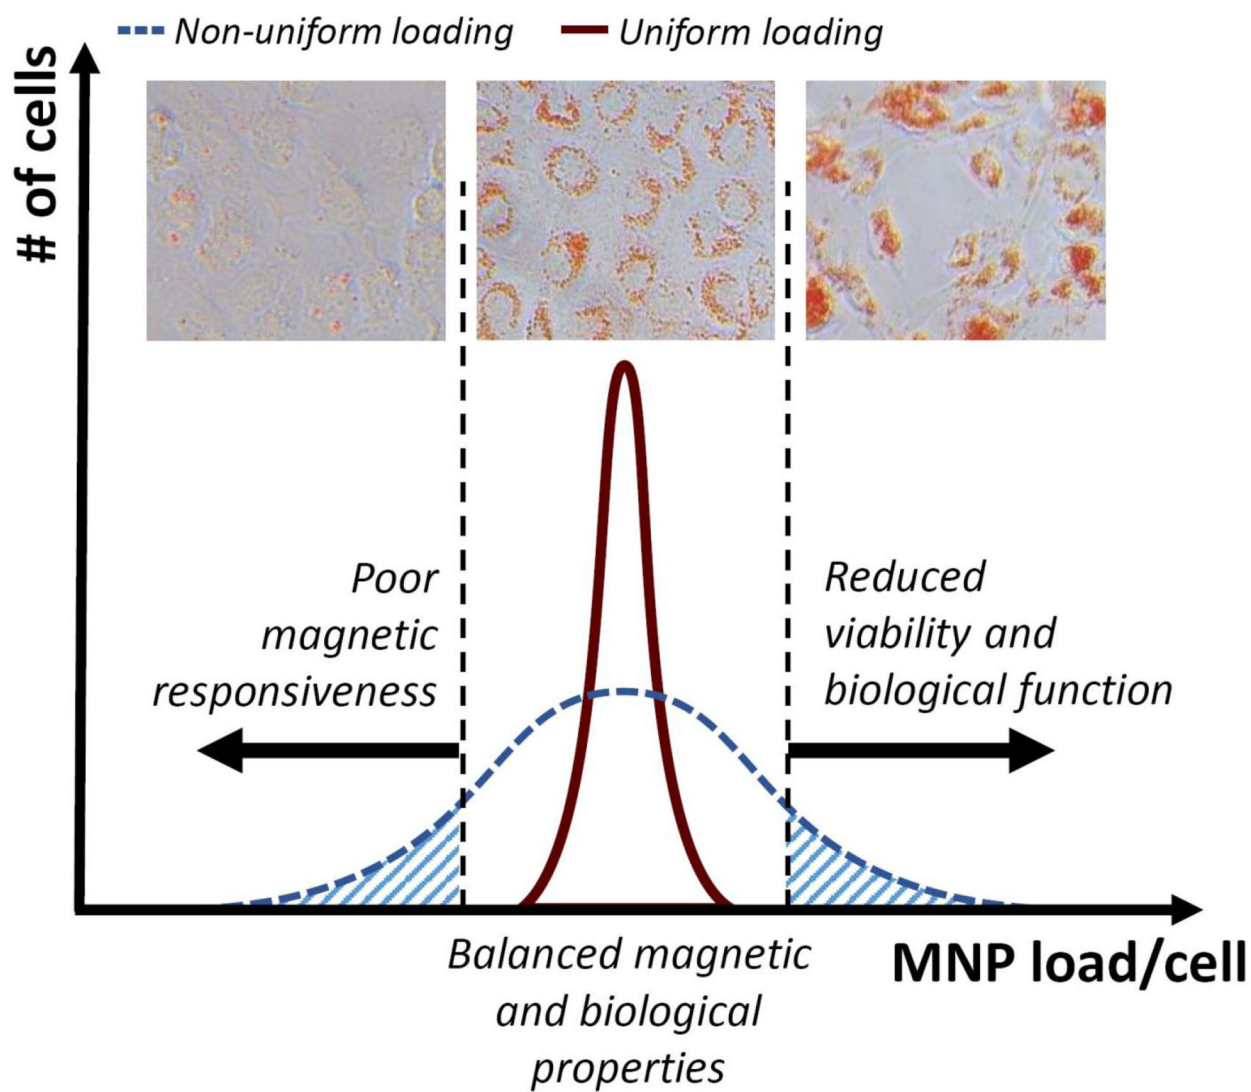 Non-uniform loading
Uniform loading
# of cells
Poor
magnetic
responsiveness
Reduced
viability and
biological function
Balanced magnetic
and biological
properties
MNP load/cell